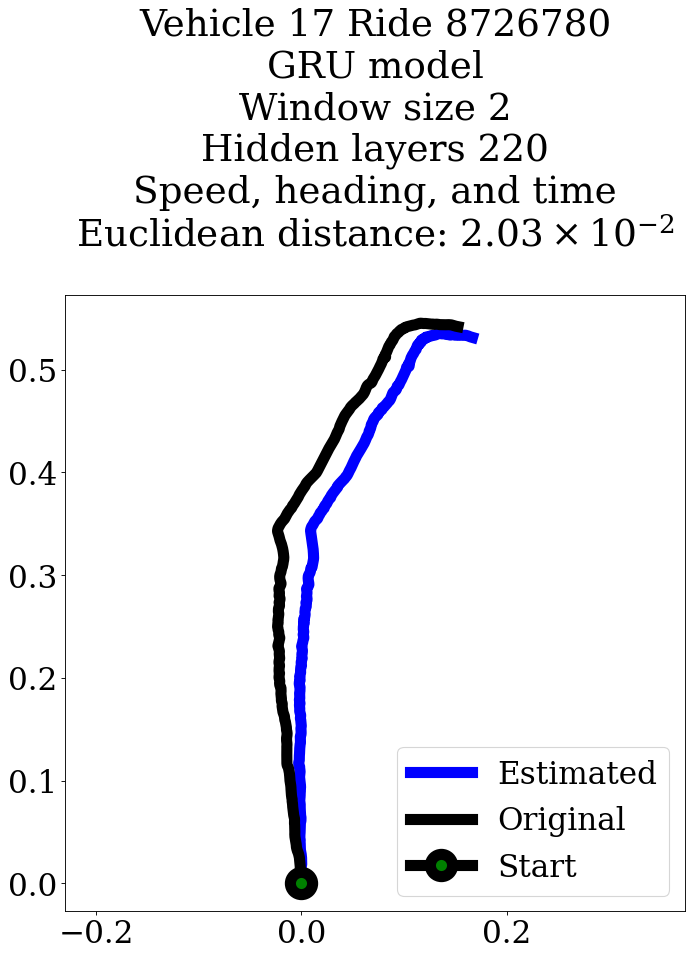 Vehicle 17 Ride 8726780
GRU model
Window size 2
Hidden layers 220
Speed, heading, and time
Euclidean distance: 2.03 × 10⁻²
0.5
0.4
0.3
0.2
0.1
0.0
Estimated
Original
Start
−0.2 0.0 0.2